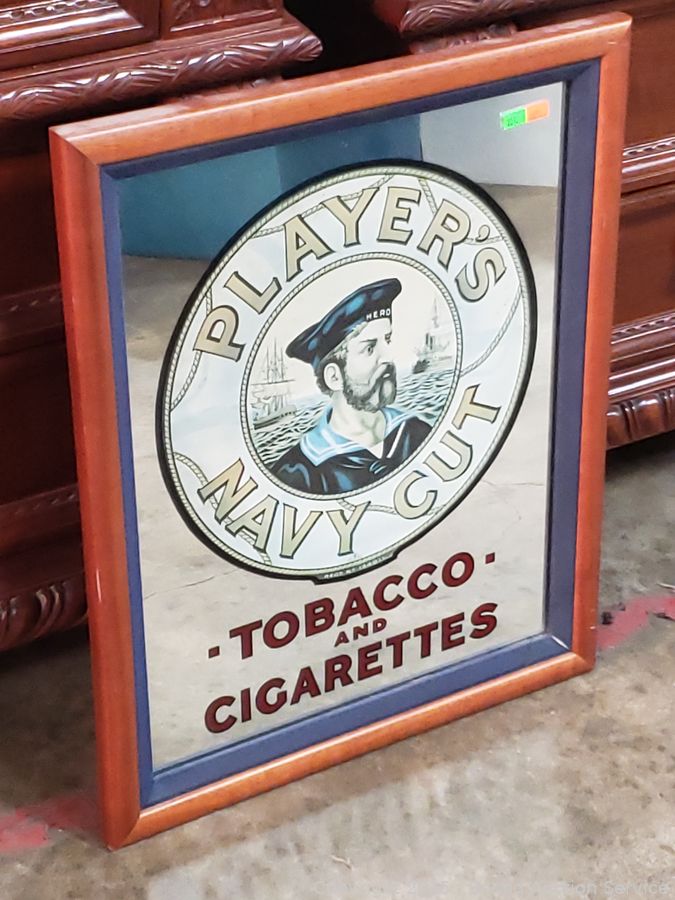 PLAYER'S
HERO
NAVY CUT
· TOBACCO ·
AND
CIGARETTES